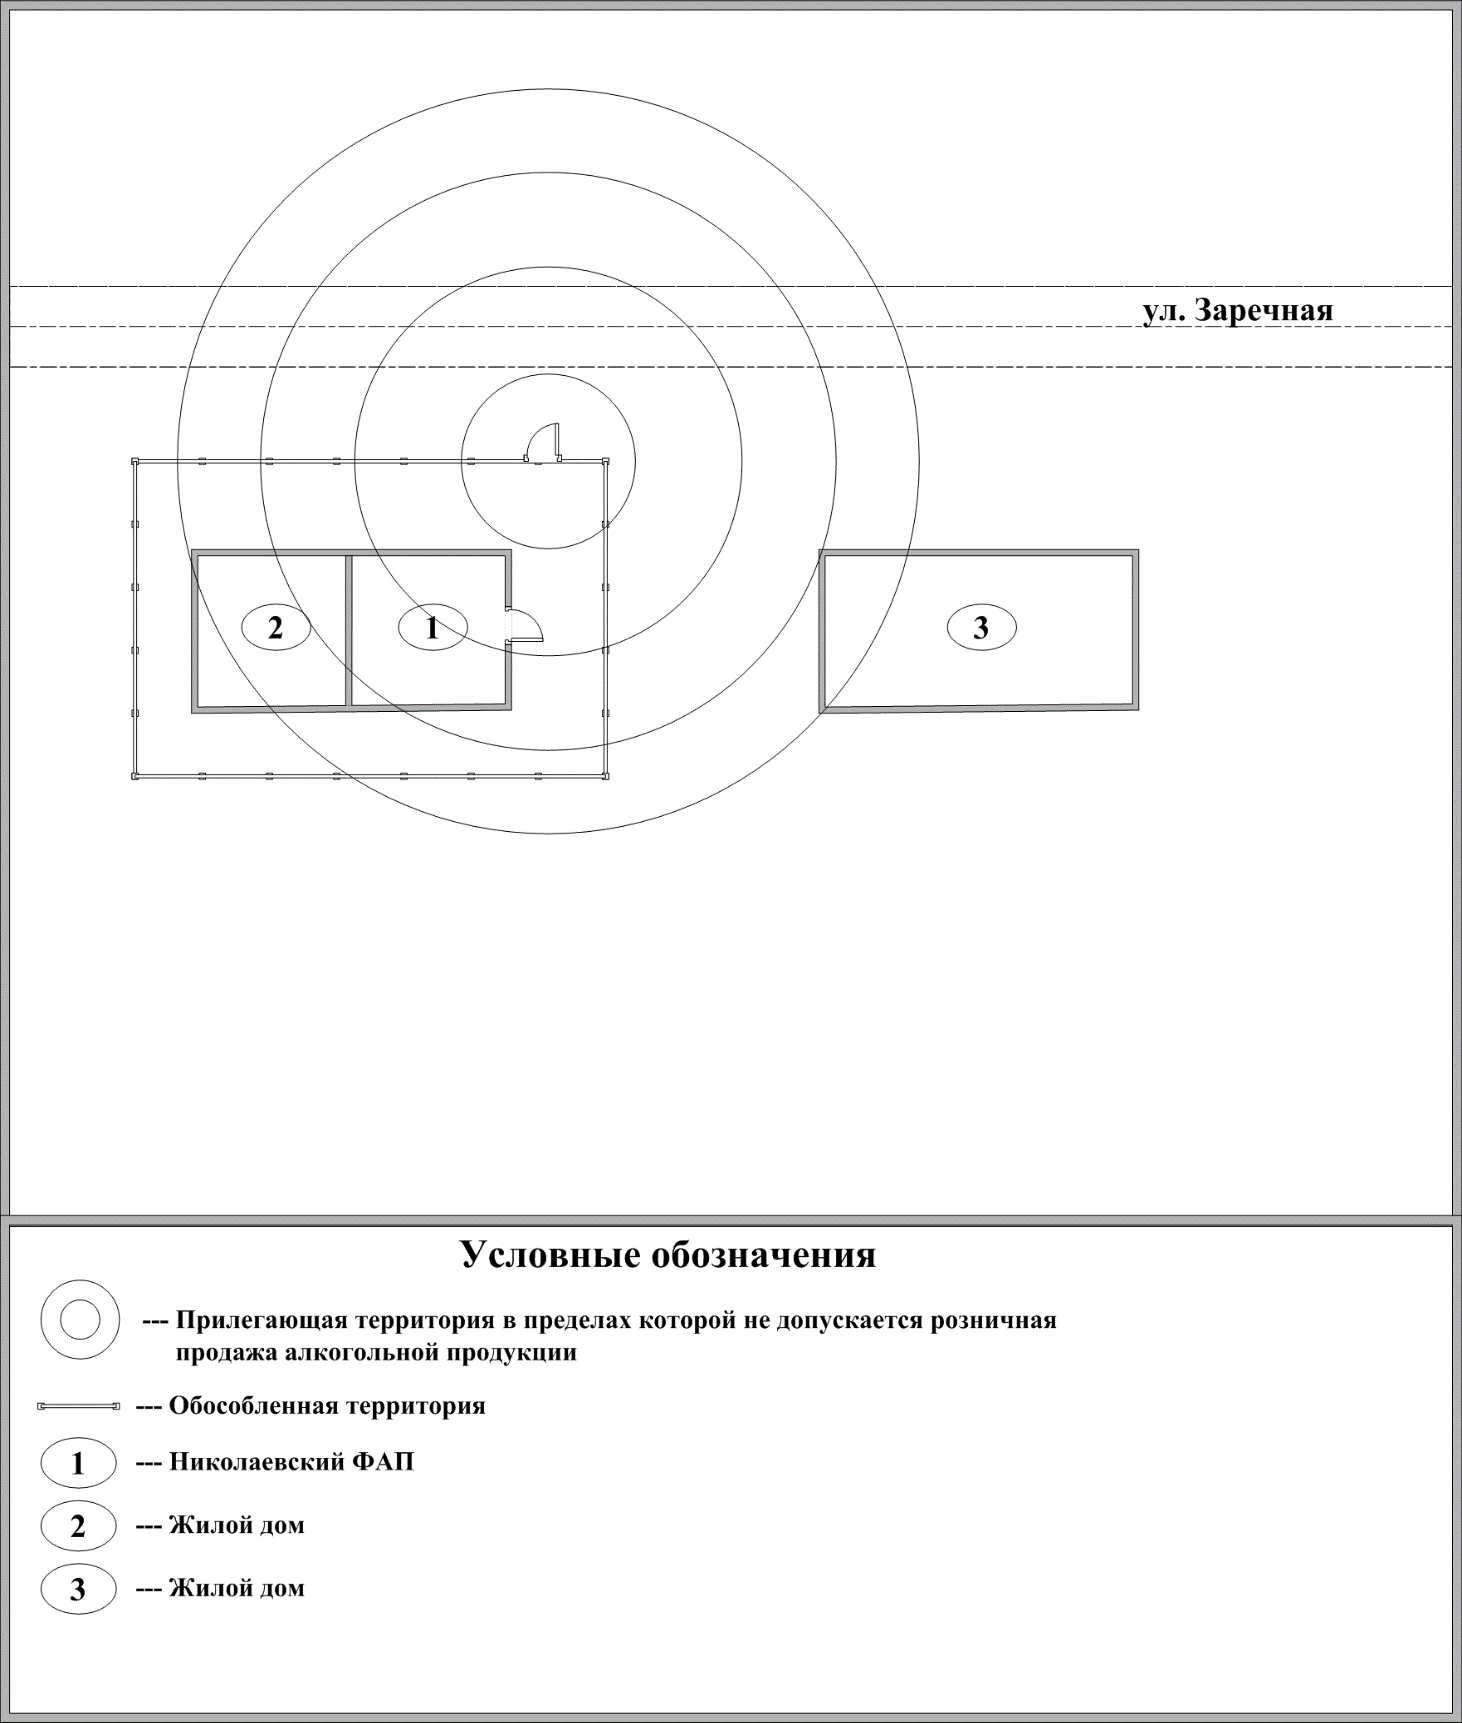 ул. Заречная
2
1
3
Условные обозначения
--- Прилегающая территория в пределах которой не допускается розничная
продажа алкогольной продукции
--- Обособленная территория
1 --- Николаевский ФАП
2 --- Жилой дом
3 --- Жилой дом